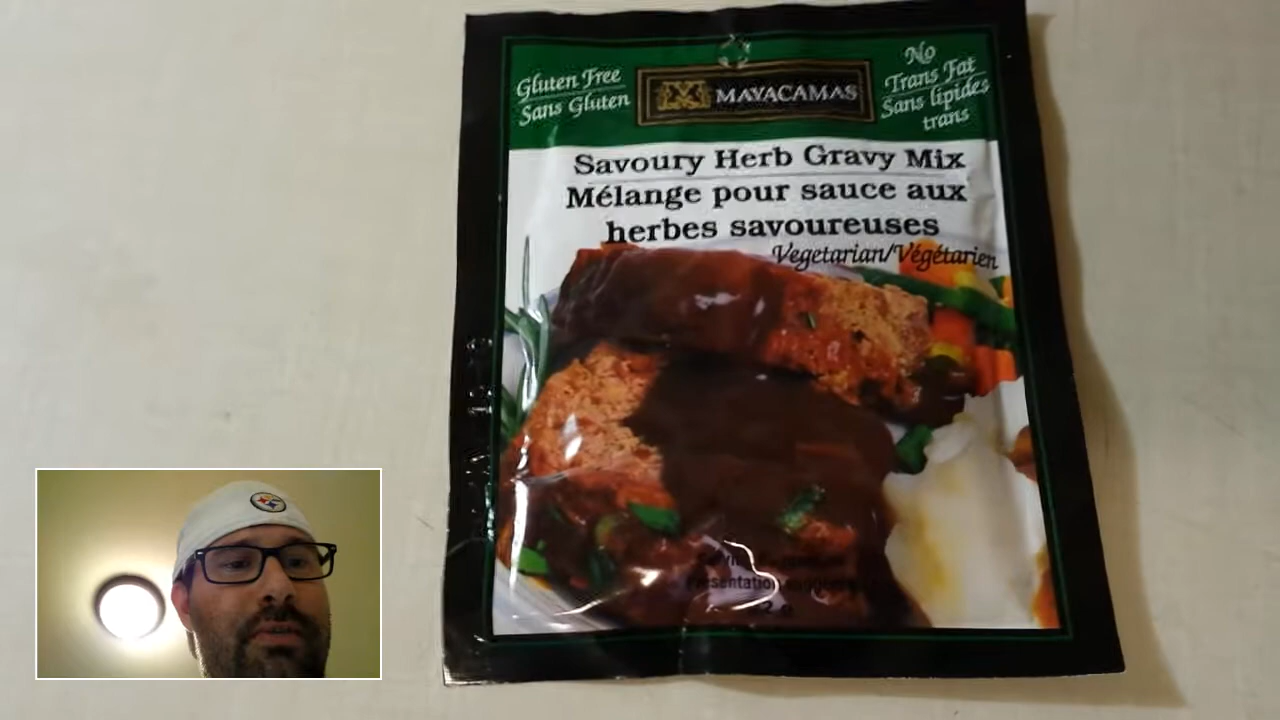 Gluten Free
Sans Gluten
MAYACAMAS
No
Trans Fat
Sans lipides
trans
Savoury Herb Gravy Mix
Mélange pour sauce aux
herbes savoureuses
Vegetarian/Végétarien